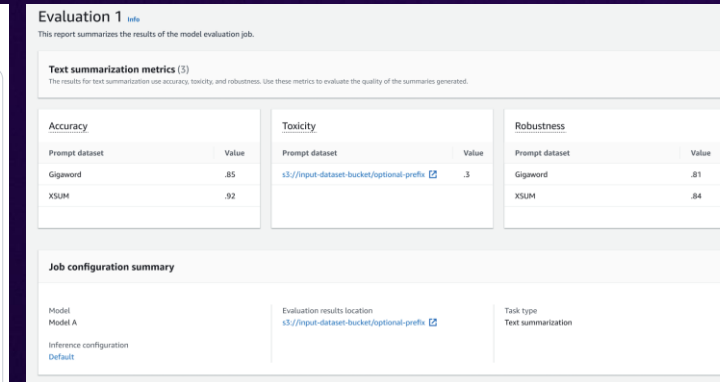 Evaluation 1 Info
This report summarizes the results of the model evaluation job.
Text summarization metrics (3)
The results for text summarization use accuracy, toxicity, and robustness. Use these metrics to evaluate the quality of the summaries generated.
Accuracy
Prompt dataset Value
Gigaword .85
XSUM .92
Toxicity
Prompt dataset Value
s3://input-dataset-bucket/optional-prefix .3
Robustness
Prompt dataset Value
Gigaword .81
XSUM .84
Job configuration summary
Model
Model A
Inference configuration
Default
Evaluation results location
s3://input-dataset-bucket/optional-prefix
Task type
Text summarization